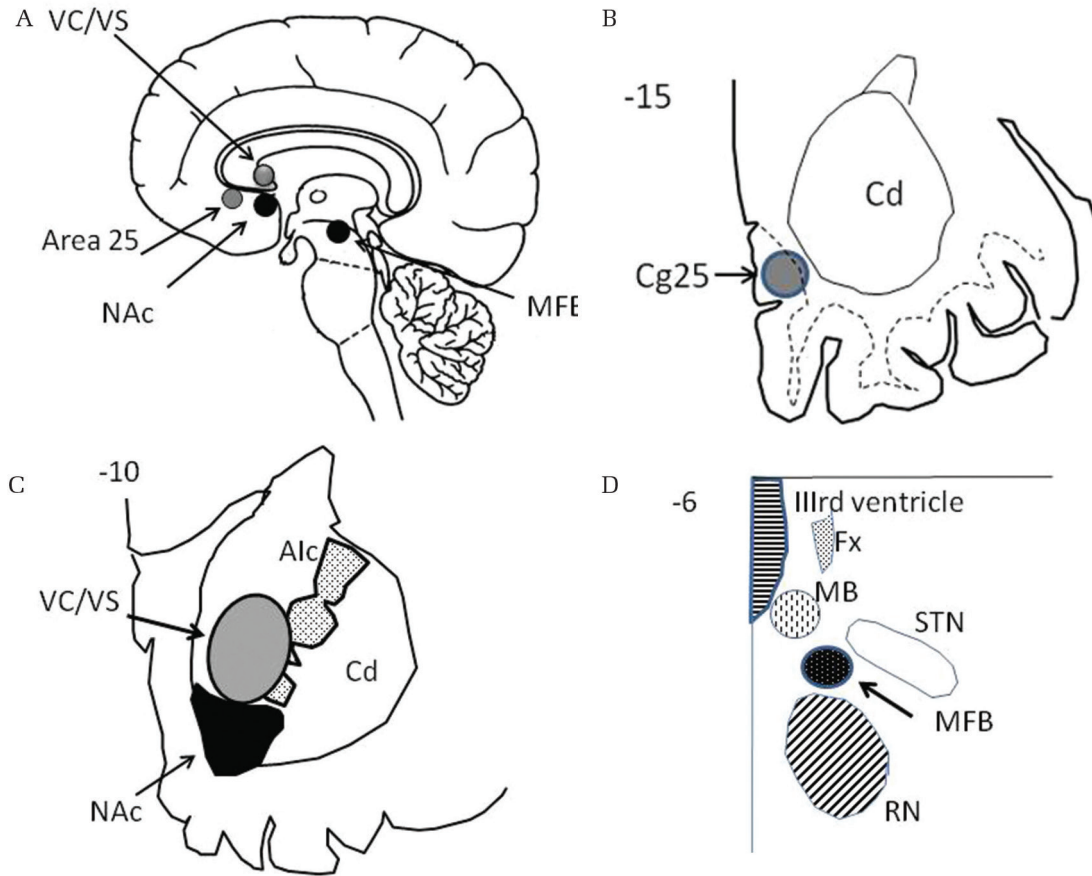 A
VC/VS
Area 25
NAc
MFE
B
-15
Cd
Cg25
C
-10
AIc
VC/VS
Cd
NAc
D
-6
IIIrd ventricle
Fx
MB
STN
MFB
RN